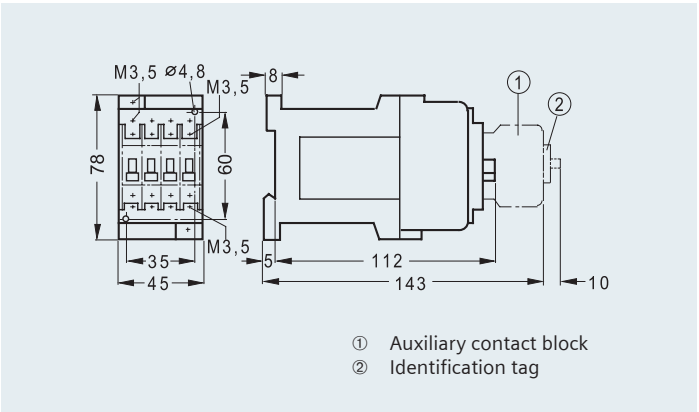 M3,5 ⌀4,8
8
M3,5
①
②
78
60
M3,5
35
5
112
45
143
10
① Auxiliary contact block
② Identification tag